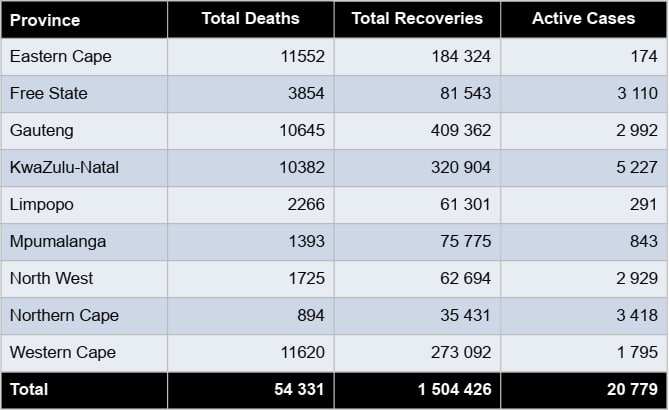 Province Total Deaths Total Recoveries Active Cases
Eastern Cape 11552 184 324 174
Free State 3854 81 543 3 110
Gauteng 10645 409 362 2 992
KwaZulu-Natal 10382 320 904 5 227
Limpopo 2266 61 301 291
Mpumalanga 1393 75 775 843
North West 1725 62 694 2 929
Northern Cape 894 35 431 3 418
Western Cape 11620 273 092 1 795
Total 54 331 1 504 426 20 779